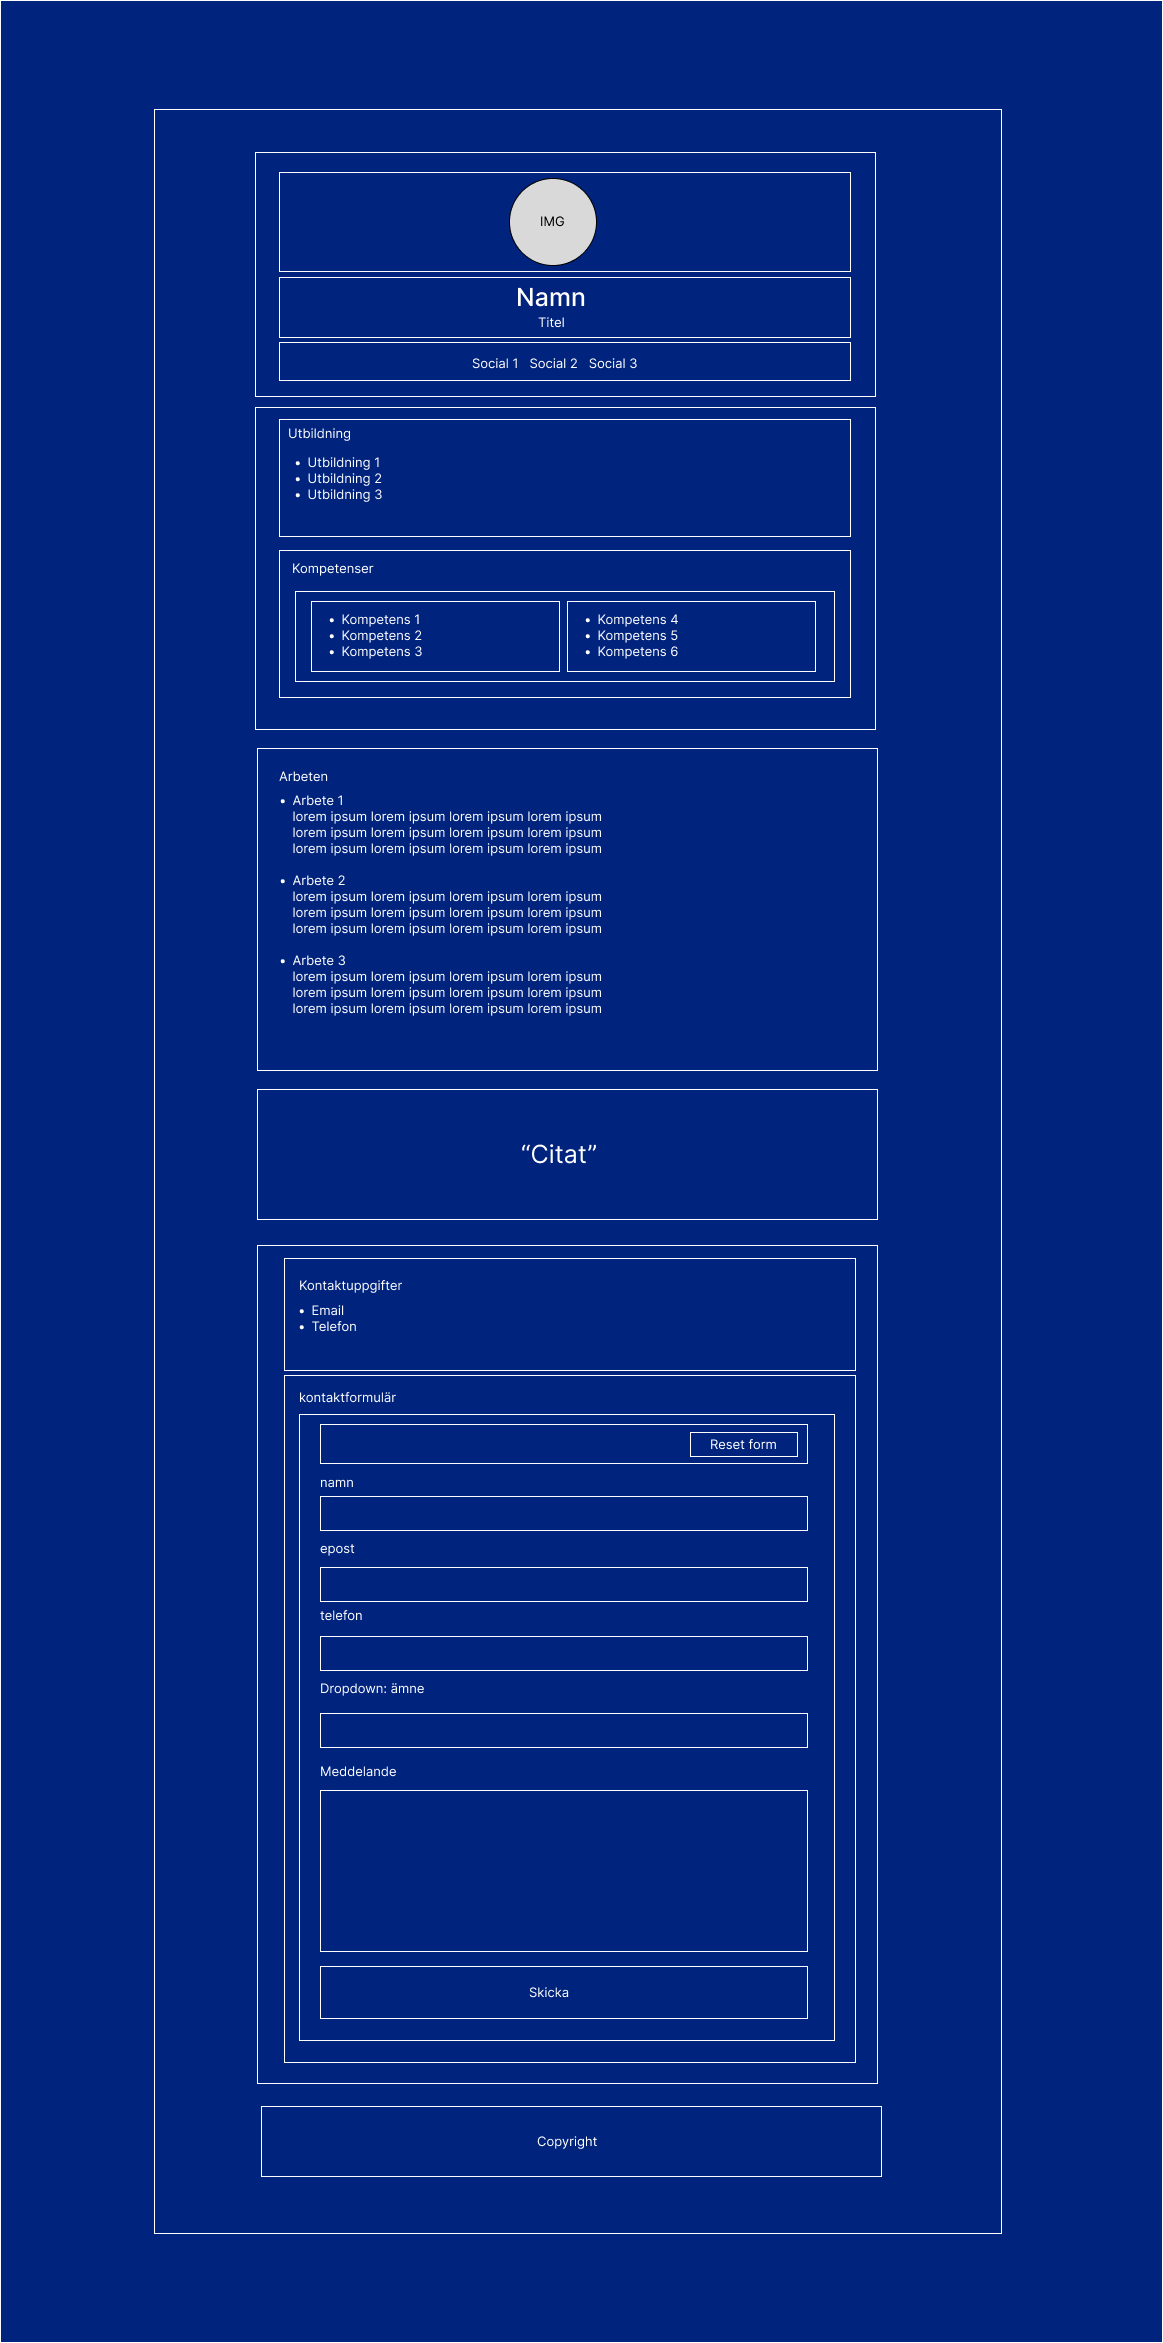 IMG
Namn
Titel
Social 1 Social 2 Social 3
Utbildning
• Utbildning 1
• Utbildning 2
• Utbildning 3
Kompetenser
• Kompetens 1
• Kompetens 2
• Kompetens 3
• Kompetens 4
• Kompetens 5
• Kompetens 6
Arbeten
• Arbete 1
lorem ipsum lorem ipsum lorem ipsum lorem ipsum
lorem ipsum lorem ipsum lorem ipsum lorem ipsum
lorem ipsum lorem ipsum lorem ipsum lorem ipsum
• Arbete 2
lorem ipsum lorem ipsum lorem ipsum lorem ipsum
lorem ipsum lorem ipsum lorem ipsum lorem ipsum
lorem ipsum lorem ipsum lorem ipsum lorem ipsum
• Arbete 3
lorem ipsum lorem ipsum lorem ipsum lorem ipsum
lorem ipsum lorem ipsum lorem ipsum lorem ipsum
lorem ipsum lorem ipsum lorem ipsum lorem ipsum
“Citat”
Kontaktuppgifter
• Email
• Telefon
kontaktformulär
Reset form
namn
epost
telefon
Dropdown: ämne
Meddelande
Skicka
Copyright